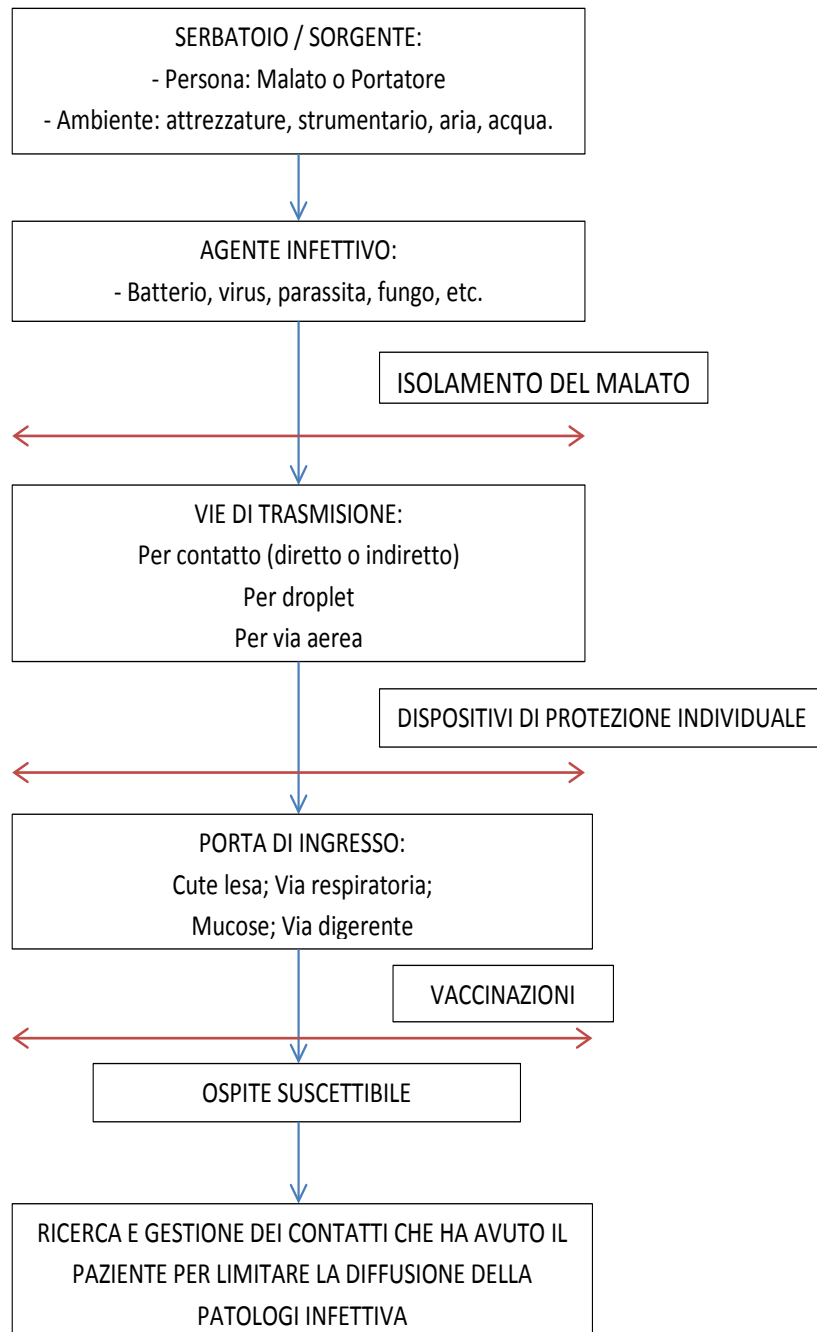 SERBATOIO / SORGENTE:
- Persona: Malato o Portatore
- Ambiente: attrezzature, strumentario, aria, acqua.
AGENTE INFETTIVO:
- Batterio, virus, parassita, fungo, etc.
ISOLAMENTO DEL MALATO
VIE DI TRASMISIONE:
Per contatto (diretto o indiretto)
Per droplet
Per via aerea
DISPOSITIVI DI PROTEZIONE INDIVIDUALE
PORTA DI INGRESSO:
Cute lesa; Via respiratoria;
Mucose; Via digerente
VACCINAZIONI
OSPITE SUSCETTIBILE
RICERCA E GESTIONE DEI CONTATTI CHE HA AVUTO IL
PAZIENTE PER LIMITARE LA DIFFUSIONE DELLA
PATOLOGI INFETTIVA